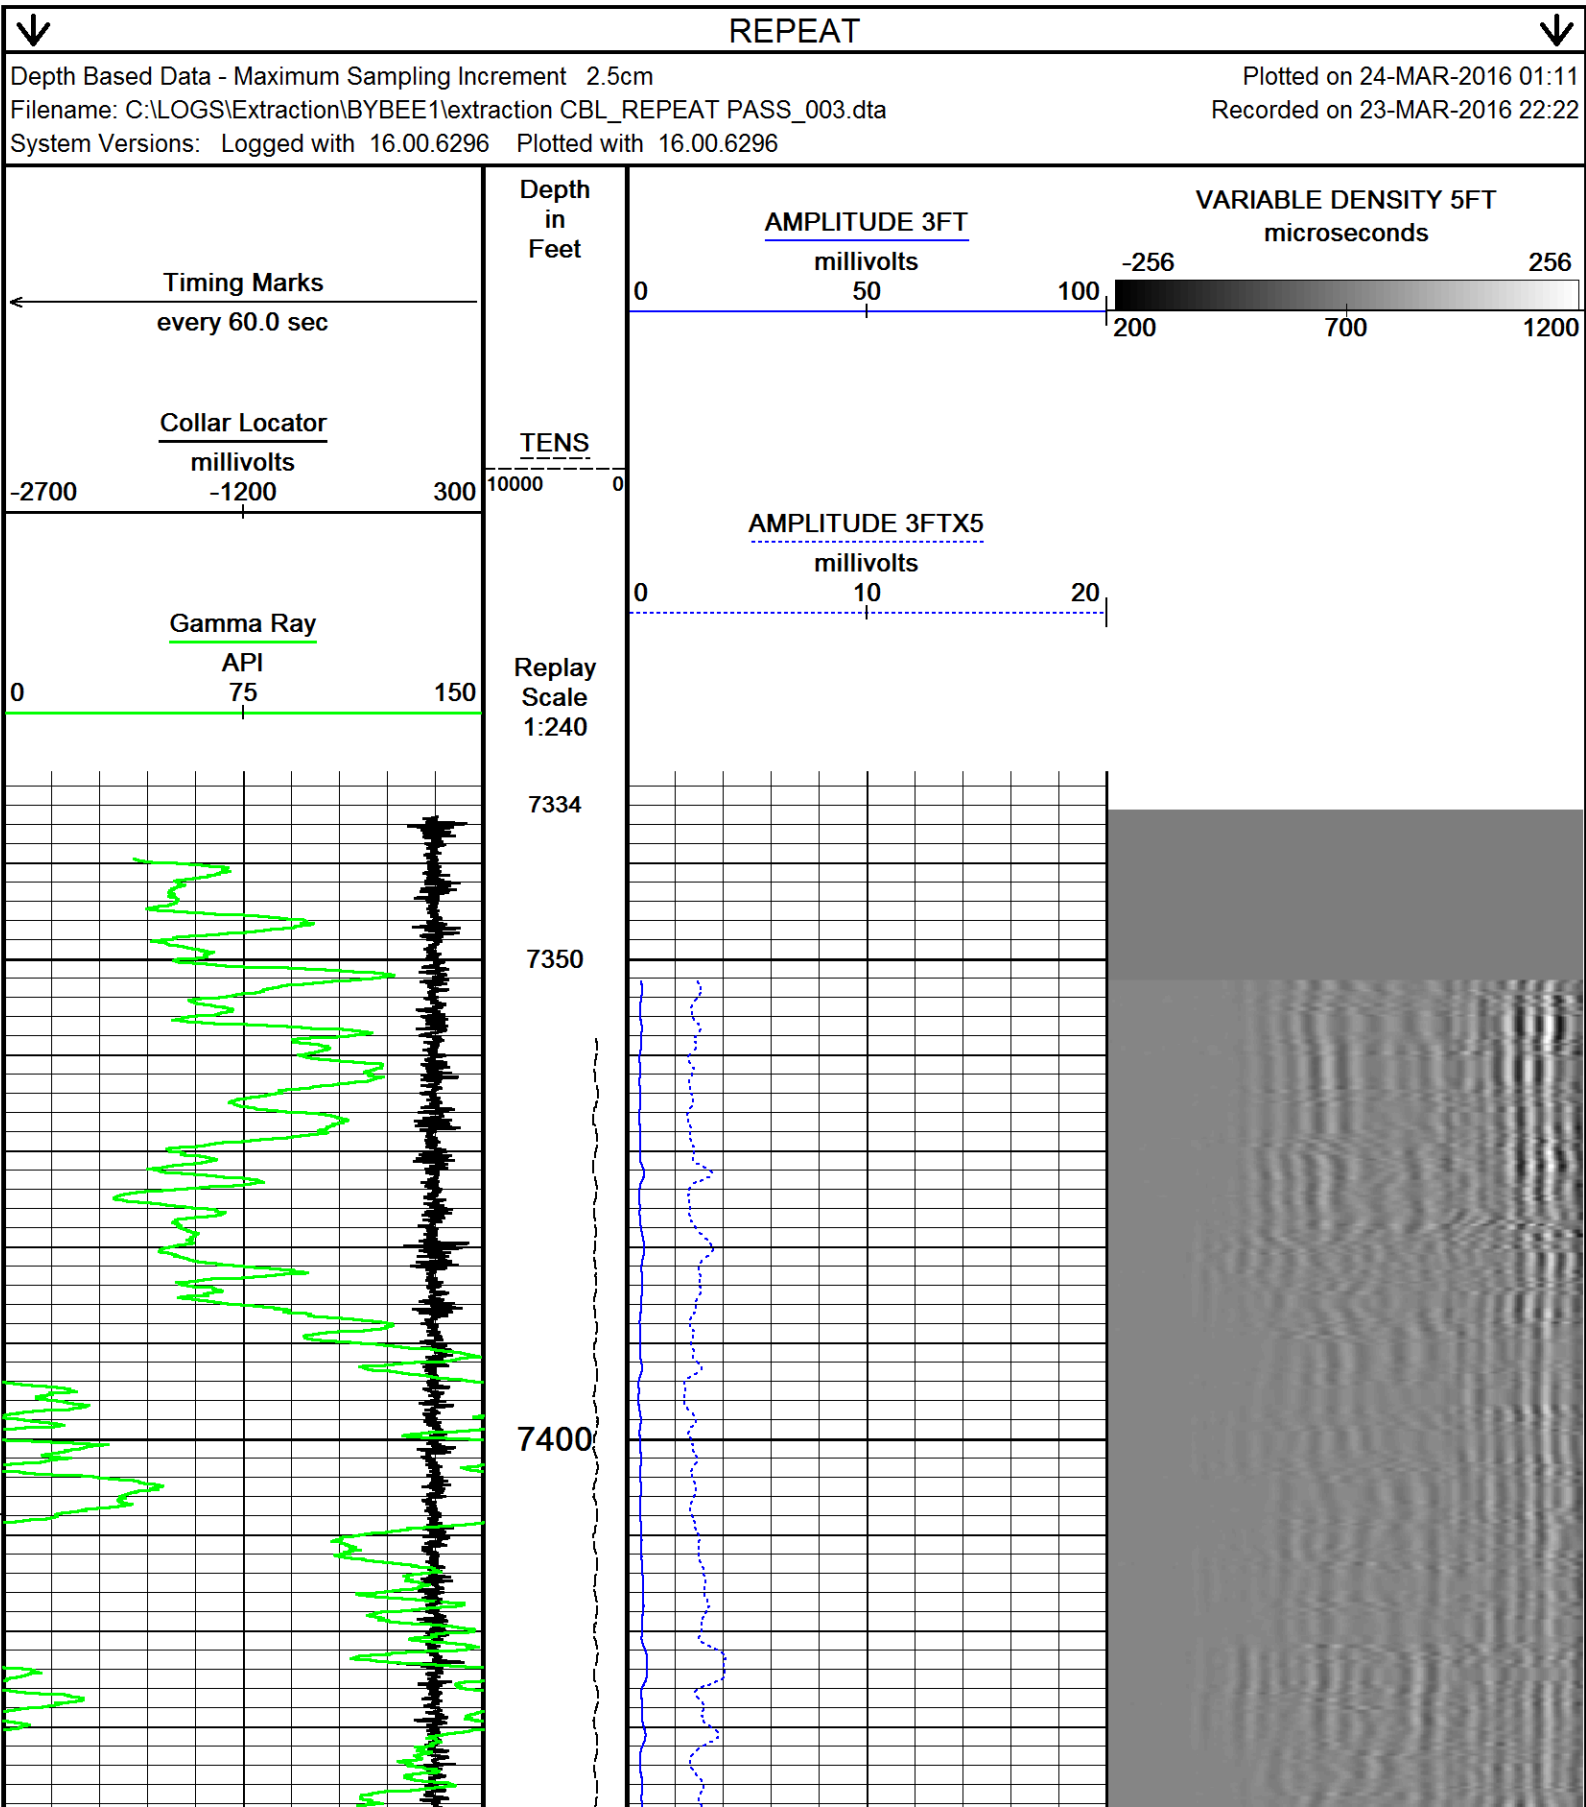 REPEAT
Depth Based Data - Maximum Sampling Increment 2.5cm
Plotted on 24-MAR-2016 01:11
Filename: C:\LOGS\Extraction\BYBEE1\extraction CBL_REPEAT PASS_003.dta
Recorded on 23-MAR-2016 22:22
System Versions: Logged with 16.00.6296 Plotted with 16.00.6296
Timing Marks
every 60.0 sec
Collar Locator
millivolts
-2700 -1200 300
Gamma Ray
API
0 75 150
Depth
in
Feet
TENS
10000 0
Replay
Scale
1:240
AMPLITUDE 3FT
millivolts
0 50 100
AMPLITUDE 3FTX5
millivolts
0 10 20
VARIABLE DENSITY 5FT
microseconds
-256 256
200 700 1200
7334
7350
7400